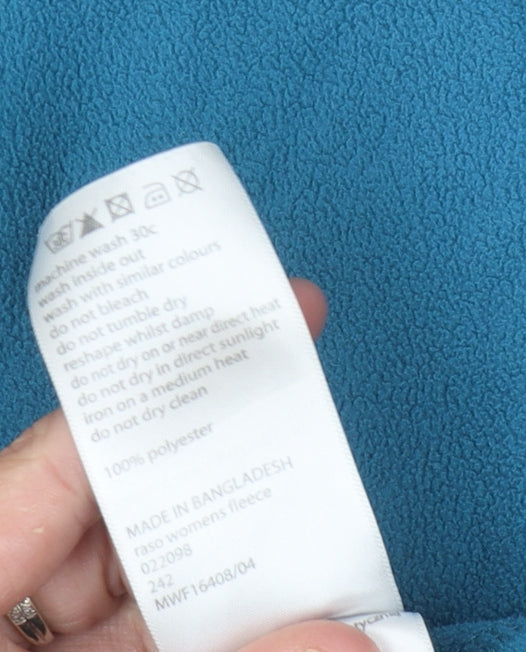 machine wash 30c
wash inside out
wash with similar colours
do not bleach
do not tumble dry
reshape whilst damp
do not dry on or near direct heat
do not dry in direct sunlight
iron on a medium heat
do not dry clean
100% polyester
MADE IN BANGLADESH
raso womens fleece
022098
242
MWF16408/04